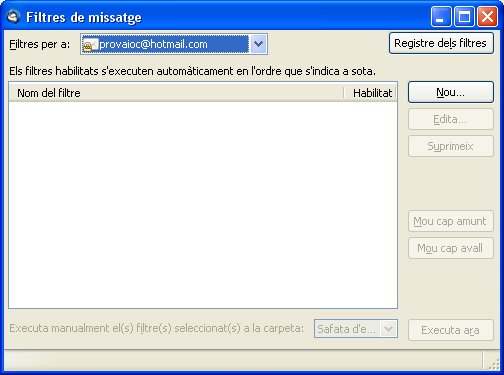 Filtres de missatge
Filtres per a: provaioc@hotmail.com Registre dels filtres
Els filtres habilitats s'executen automàticament en l'ordre que s'indica a sota.
Nom del filtre Habilitat
Nou...
Edita...
Suprimeix
Mou cap amunt
Mou cap avall
Executa manualment el(s) filtre(s) seleccionat(s) a la carpeta: Safata d'e... Executa ara